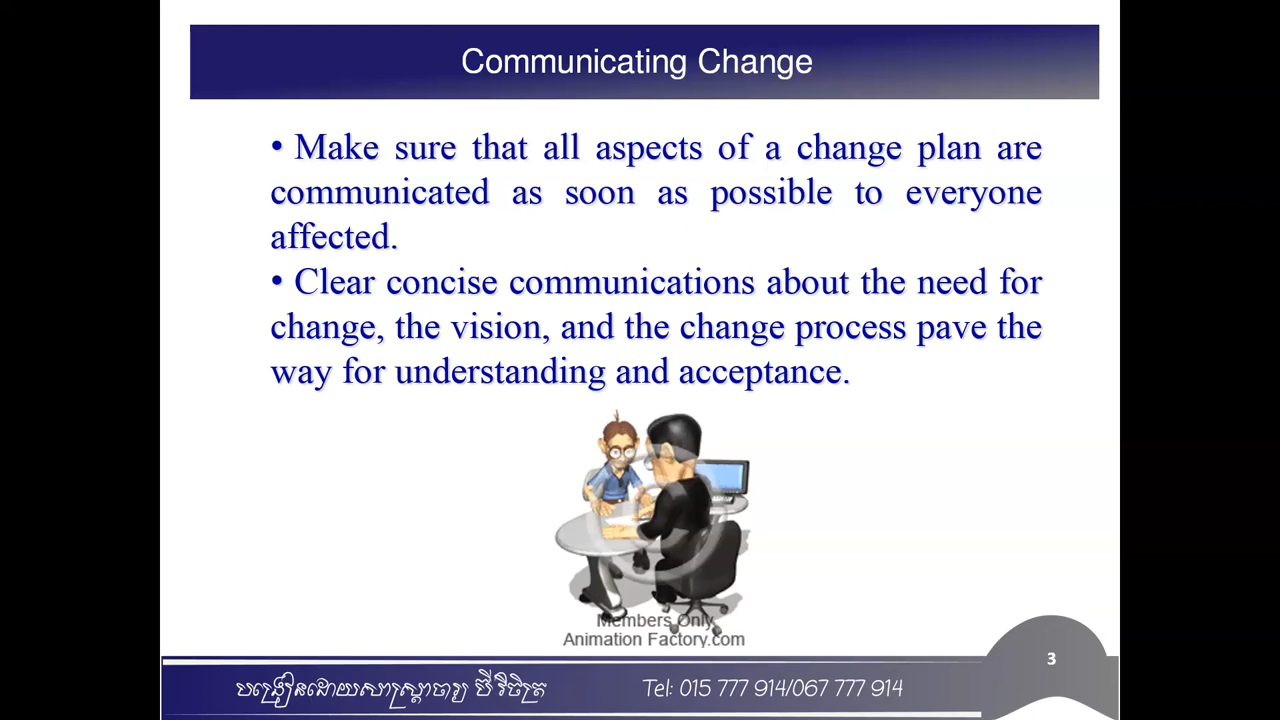 Communicating Change
• Make sure that all aspects of a change plan are
communicated as soon as possible to everyone
affected.
• Clear concise communications about the need for
change, the vision, and the change process pave the
way for understanding and acceptance.
Members Only
Animation Factory.com
3
បង្រៀនដោយសាស្ត្រាចារ្យ ជី វិចិត្រ
Tel: 015 777 914/067 777 914